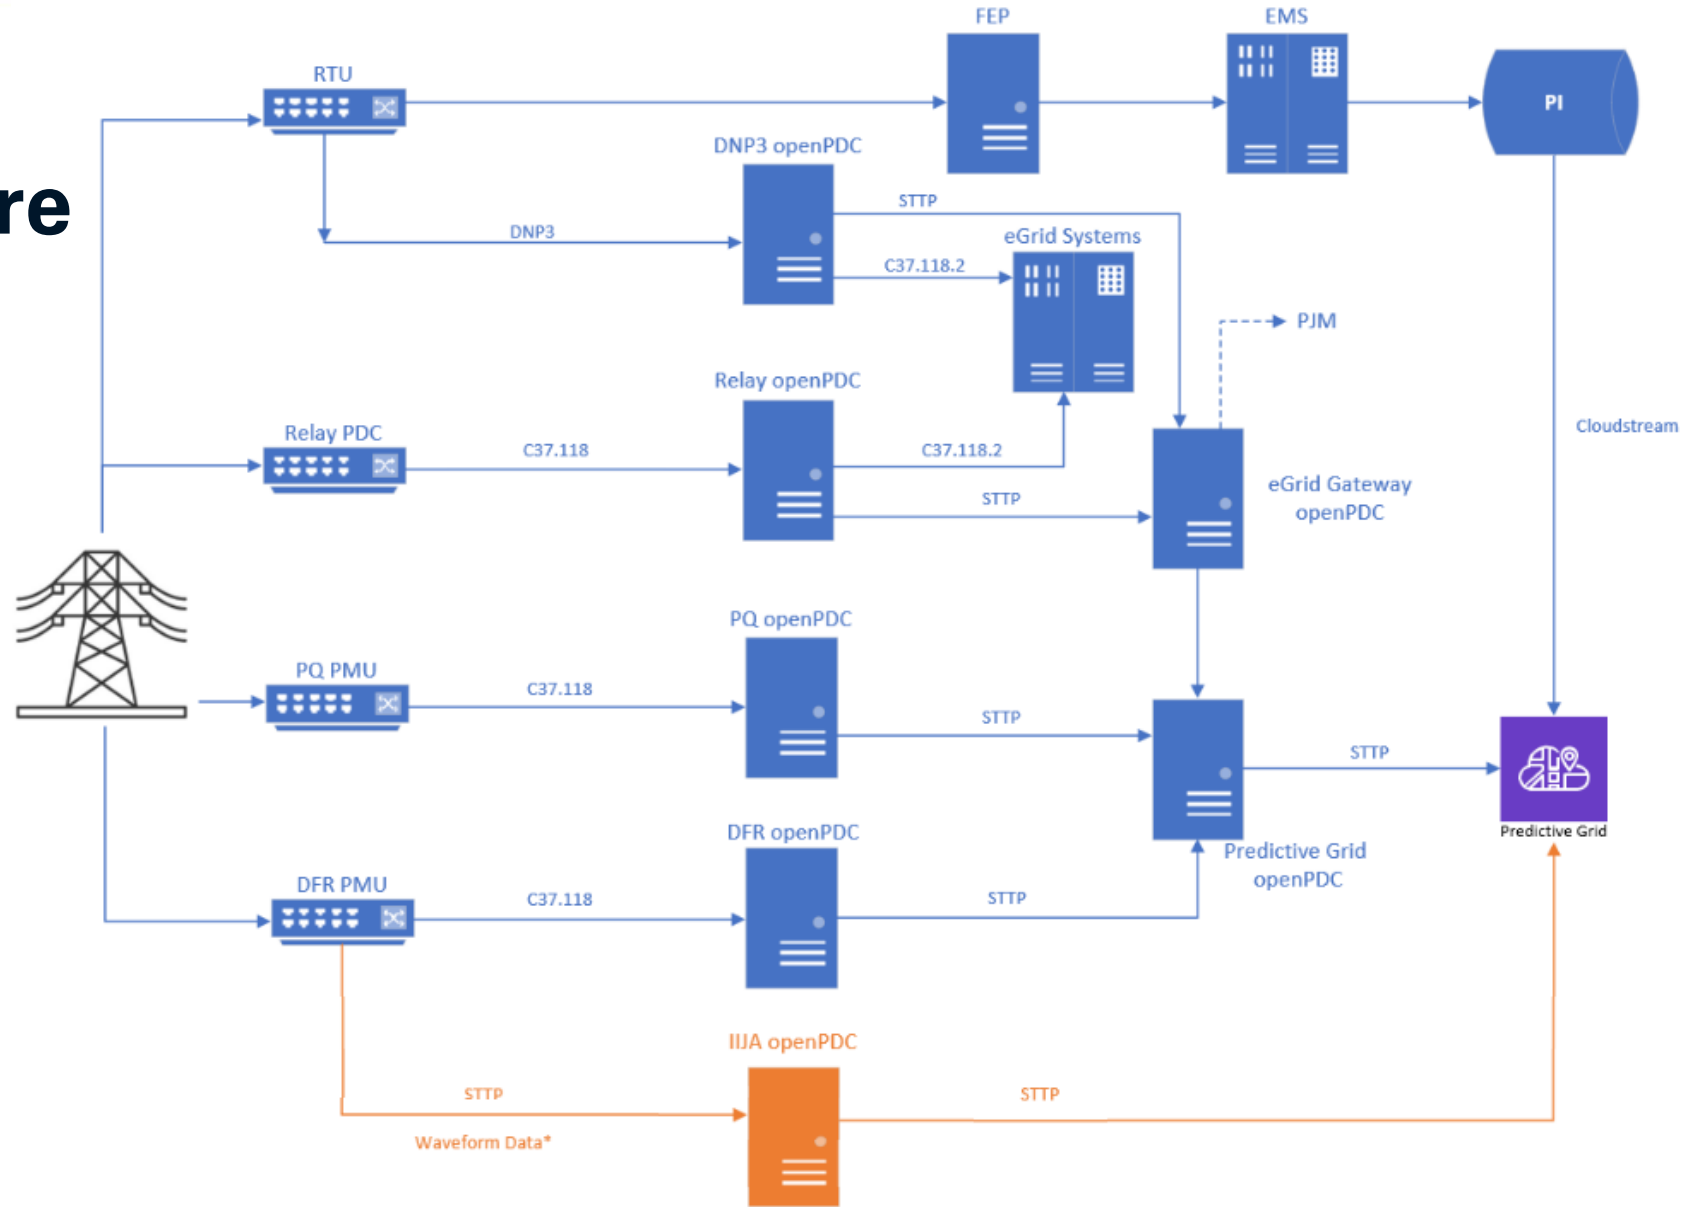 FEP
EMS
RTU
PI
DNP3 openPDC
re
STTP
DNP3
eGrid Systems
C37.118.2
PJM
Relay openPDC
Cloudstream
Relay PDC
C37.118
C37.118.2
eGrid Gateway
openPDC
STTP
PQ openPDC
PQ PMU
C37.118
STTP
STTP
Predictive Grid
DFR openPDC
Predictive Grid
openPDC
DFR PMU
C37.118
STTP
IIJA openPDC
STTP
STTP
Waveform Data*